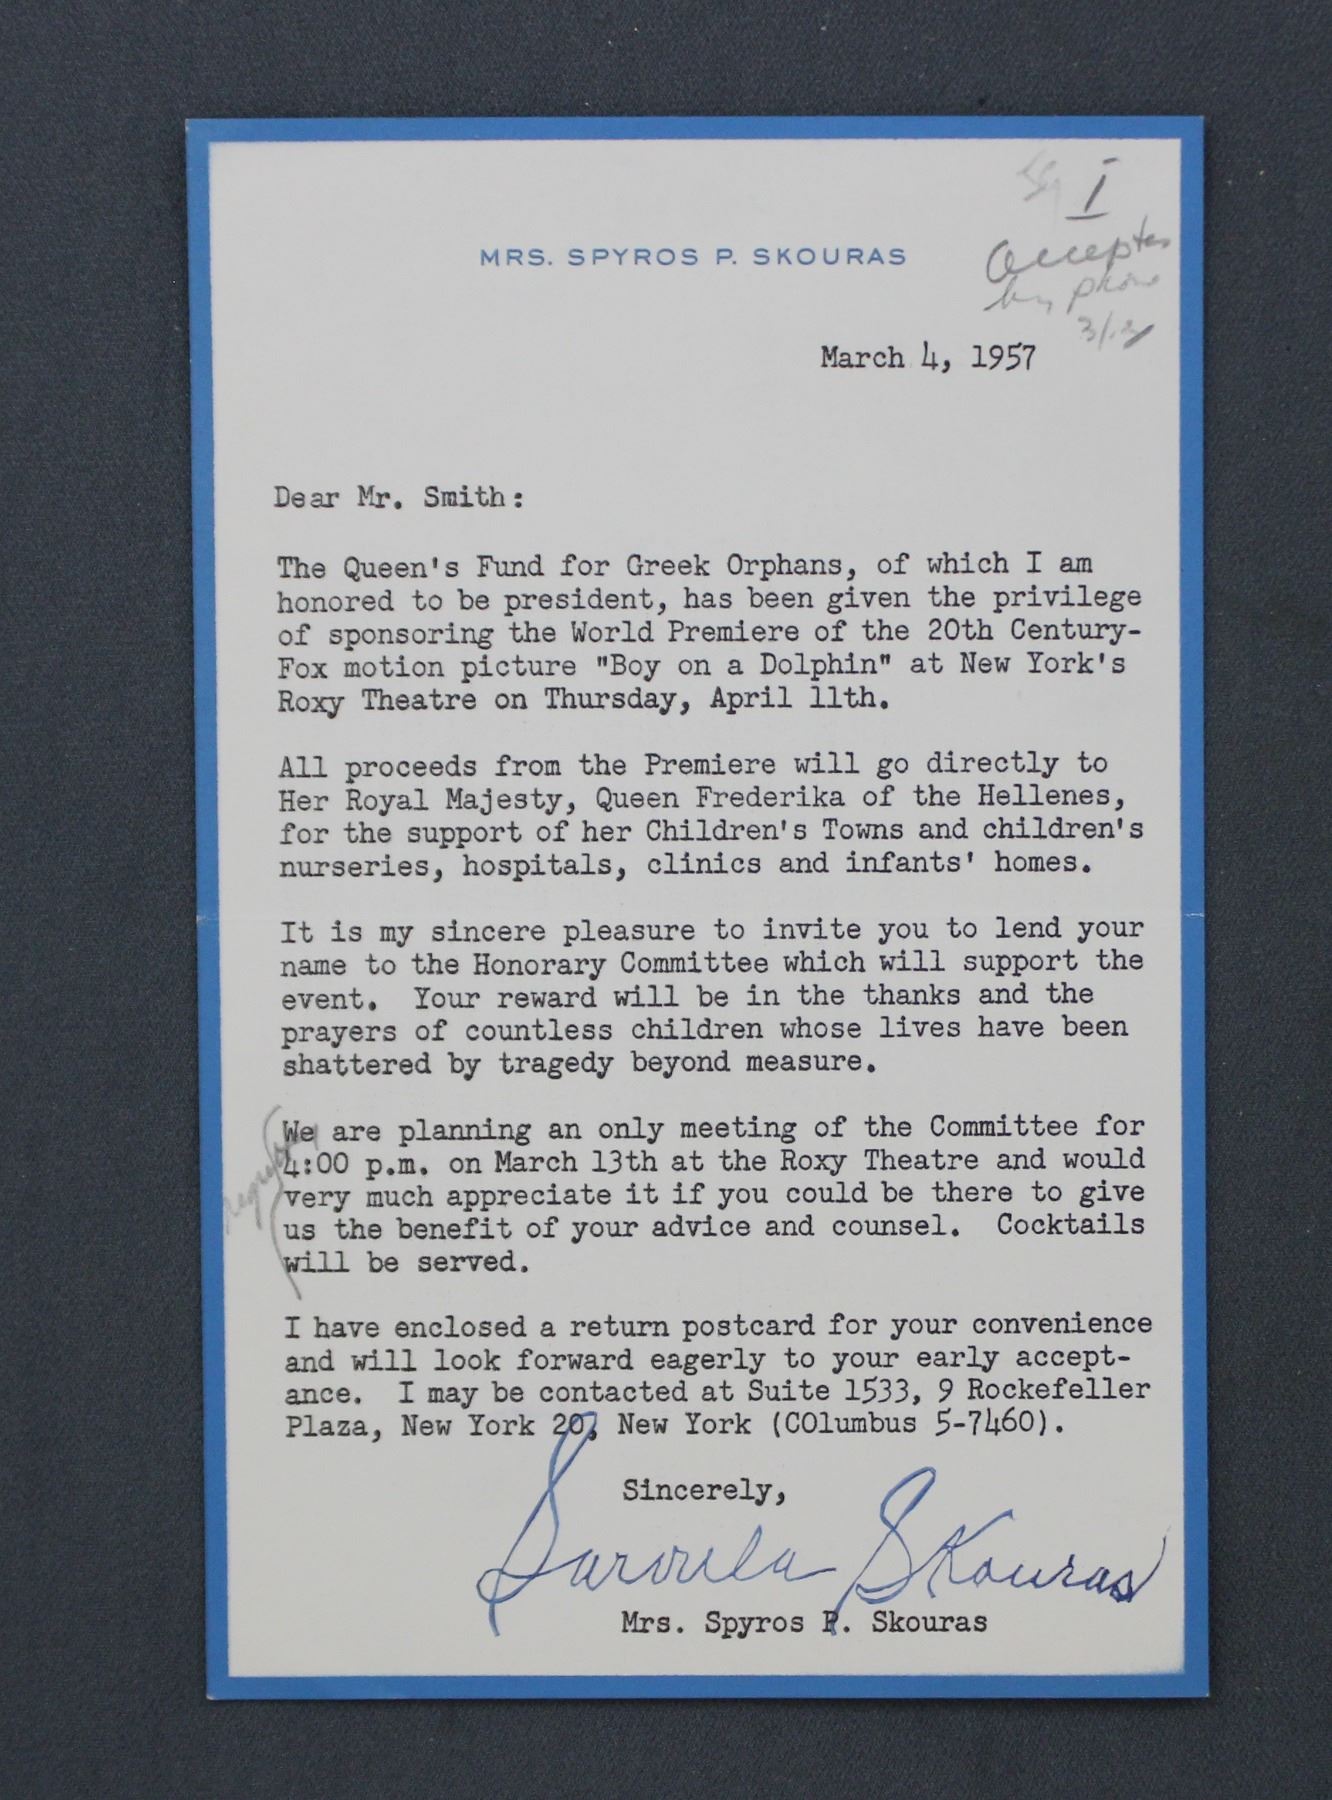 I
MRS. SPYROS P. SKOURAS
by phone
March 4, 1957
Dear Mr. Smith:
The Queen's Fund for Greek Orphans, of which I am
honored to be president, has been given the privilege
of sponsoring the World Premiere of the 20th Century-
Fox motion picture "Boy on a Dolphin" at New York's
Roxy Theatre on Thursday, April 11th.
All proceeds from the Premiere will go directly to
Her Royal Majesty, Queen Frederika of the Hellenes,
for the support of her Children's Towns and children's
nurseries, hospitals, clinics and infants' homes.
It is my sincere pleasure to invite you to lend your
name to the Honorary Committee which will support the
event.  Your reward will be in the thanks and the
prayers of countless children whose lives have been
shattered by tragedy beyond measure.
We are planning an only meeting of the Committee for
4:00 p.m. on March 13th at the Roxy Theatre and would
very much appreciate it if you could be there to give
us the benefit of your advice and counsel.  Cocktails
will be served.
I have enclosed a return postcard for your convenience
and will look forward eagerly to your early accept-
ance.  I may be contacted at Suite 1533, 9 Rockefeller
Plaza, New York 20, New York (COlumbus 5-7460).
Sincerely,
Saroula Skouras
Mrs. Spyros P. Skouras